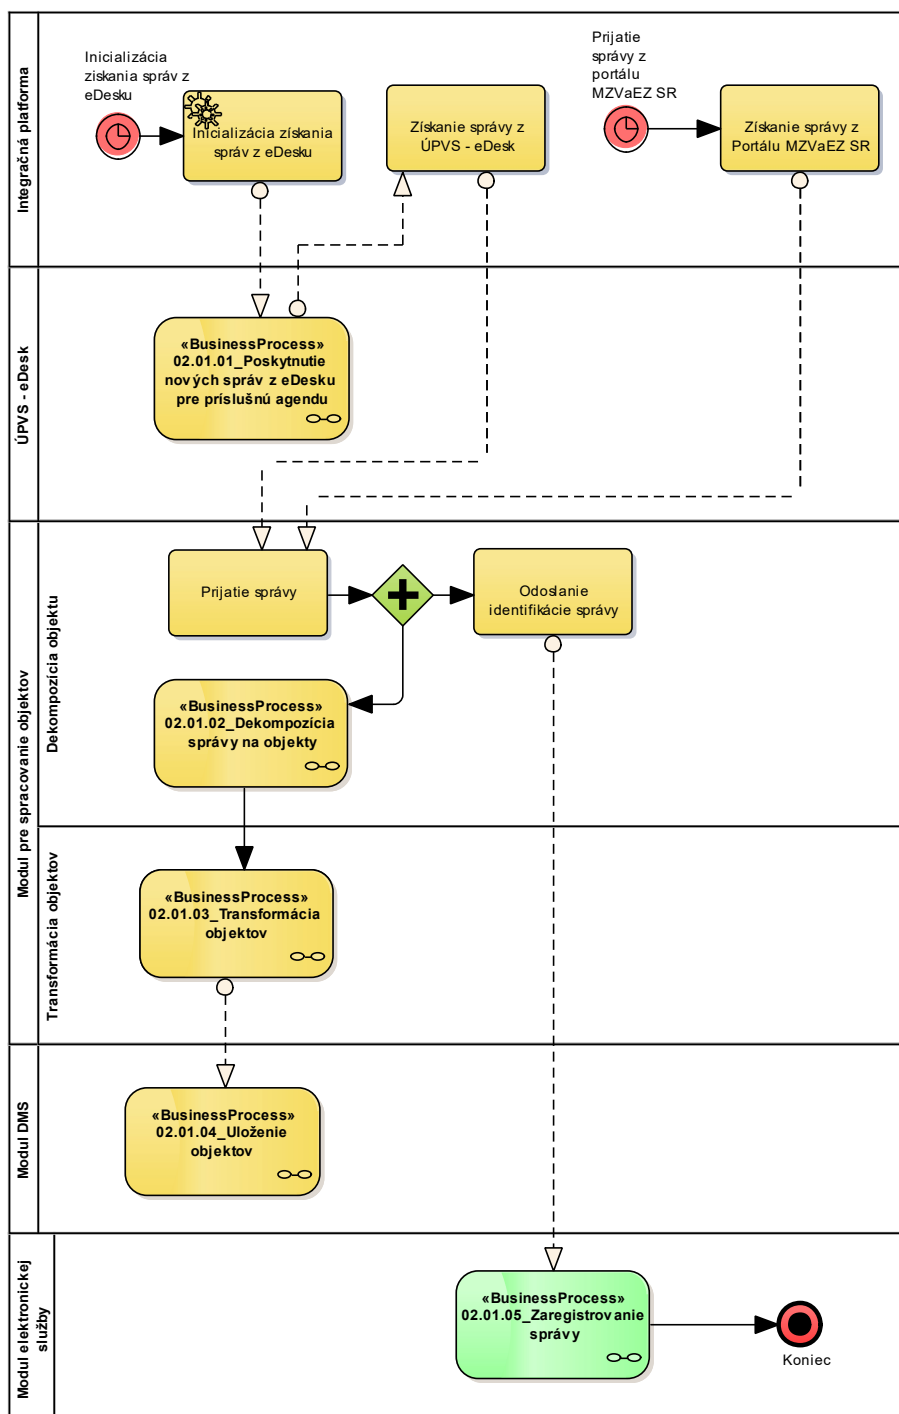 Integračná platforma
Inicializácia
ziskania správ z
eDesku
Inicializácia získania
správ z eDesku
Získanie správy z
ÚPVS - eDesk
Prijatie
správy z
portálu
MZVaEZ SR
Získanie správy z
Portálu MZVaEZ SR
ÚPVS - eDesk
«BusinessProcess»
02.01.01_Poskytnutie
nových správ z eDesku
pre príslušnú agendu
Modul pre spracovanie objektov
Dekompozícia objektu
Prijatie správy
Odoslanie
identifikácie správy
«BusinessProcess»
02.01.02_Dekompozícia
správy na objekty
Transformácia objektov
«BusinessProcess»
02.01.03_Transformácia
objektov
Modul DMS
«BusinessProcess»
02.01.04_Uloženie
objektov
Modul elektronickej
služby
«BusinessProcess»
02.01.05_Zaregistrovanie
správy
Koniec